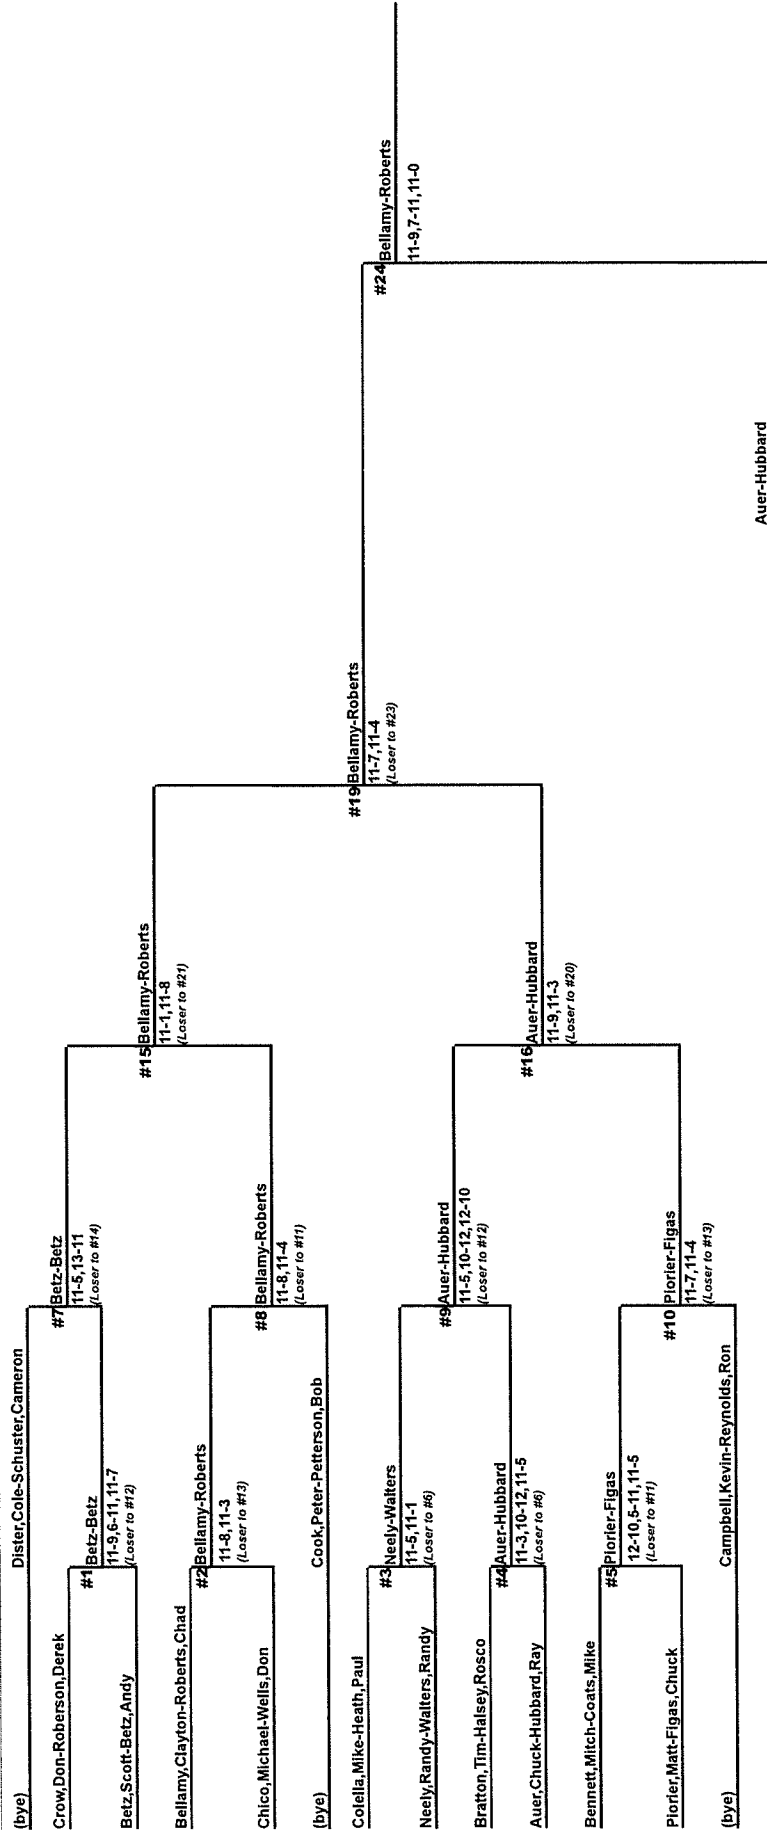 (bye)
Dister,Cole-Schuster,Cameron
#7 Betz-Betz
11-5,13-11
(Loser to #14)
Crow,Don-Roberson,Derek
#1 Betz-Betz
11-9,6-11,11-7
(Loser to #12)
Betz,Scott-Betz,Andy
#15 Bellamy-Roberts
11-1,11-8
(Loser to #21)
Bellamy,Clayton-Roberts,Chad
#2 Bellamy-Roberts
11-8,11-3
(Loser to #13)
Chico,Michael-Wells,Don
#8 Bellamy-Roberts
11-8,11-4
(Loser to #11)
(bye)
Cook,Peter-Petterson,Bob
#19 Bellamy-Roberts
11-7,11-4
(Loser to #23)
#24 Bellamy-Roberts
11-9,7-11,11-0
Colella,Mike-Heath,Paul
#3 Neely-Walters
11-5,11-1
(Loser to #6)
Neely,Randy-Walters,Randy
#9 Auer-Hubbard
11-5,10-12,12-10
(Loser to #12)
Bratton,Tim-Halsey,Rosco
#4 Auer-Hubbard
11-3,10-12,11-5
(Loser to #6)
Auer,Chuck-Hubbard,Ray
#16 Auer-Hubbard
11-9,11-3
(Loser to #20)
Bennett,Mitch-Coats,Mike
#5 Piorier-Figas
12-10,5-11,11-5
(Loser to #11)
Piorier,Matt-Figas,Chuck
#10 Piorier-Figas
11-7,11-4
(Loser to #13)
(bye)
Campbell,Kevin-Reynolds,Ron
Auer-Hubbard